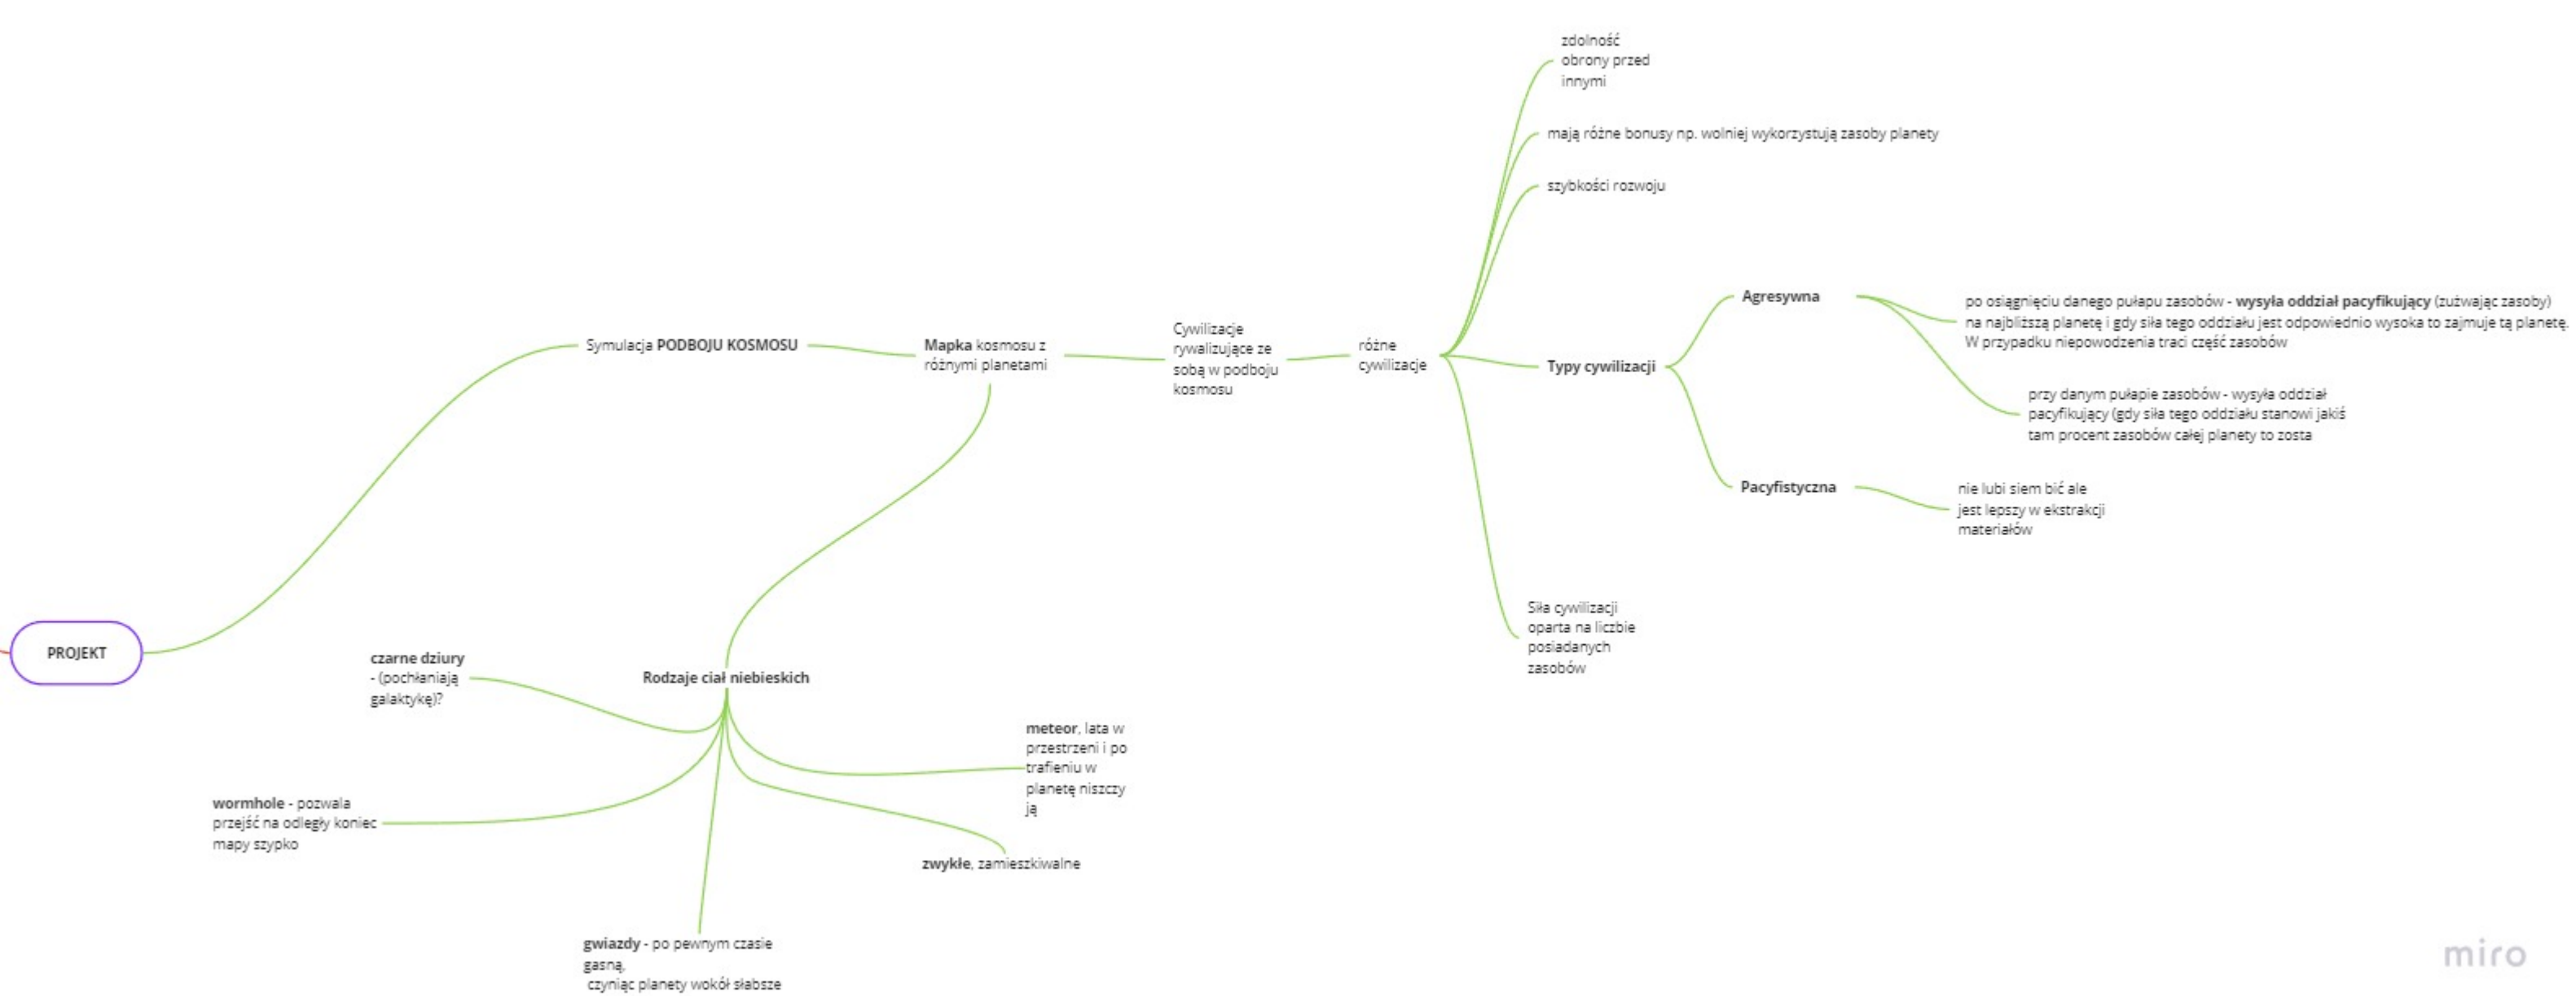 zdolność
obrony przed
innymi
mają różne bonusy np. wolniej wykorzystują zasoby planety
szybkości rozwoju
Agresywna
po osiągnięciu danego pułapu zasobów - wysyła oddział pacyfikujący (zużwając zasoby)
na najbliższą planetę i gdy siła tego oddziału jest odpowiednio wysoka to zajmuje tą planetę.
W przypadku niepowodzenia traci część zasobów
Symulacja PODBOJU KOSMOSU
Mapka kosmosu z
różnymi planetami
Cywilizacje
rywalizujące ze
sobą w podboju
kosmosu
różne
cywilizacje
Typy cywilizacji
przy danym pułapie zasobów - wysyła oddział
pacyfikujący (gdy siła tego oddziału stanowi jakiś
tam procent zasobów całej planety to zosta
Pacyfistyczna
nie lubi siem bić ale
jest lepszy w ekstrakcji
materiałów
Siła cywilizacji
oparta na liczbie
posiadanych
zasobów
PROJEKT
czarne dziury
- (pochłaniają
galaktykę)?
Rodzaje ciał niebieskich
meteor, lata w
przestrzeni i po
trafieniu w
planetę niszczy
ją
wormhole - pozwala
przejść na odległy koniec
mapy szypko
zwykłe, zamieszkiwalne
gwiazdy - po pewnym czasie
gasną,
czyniąc planety wokół słabsze
miro